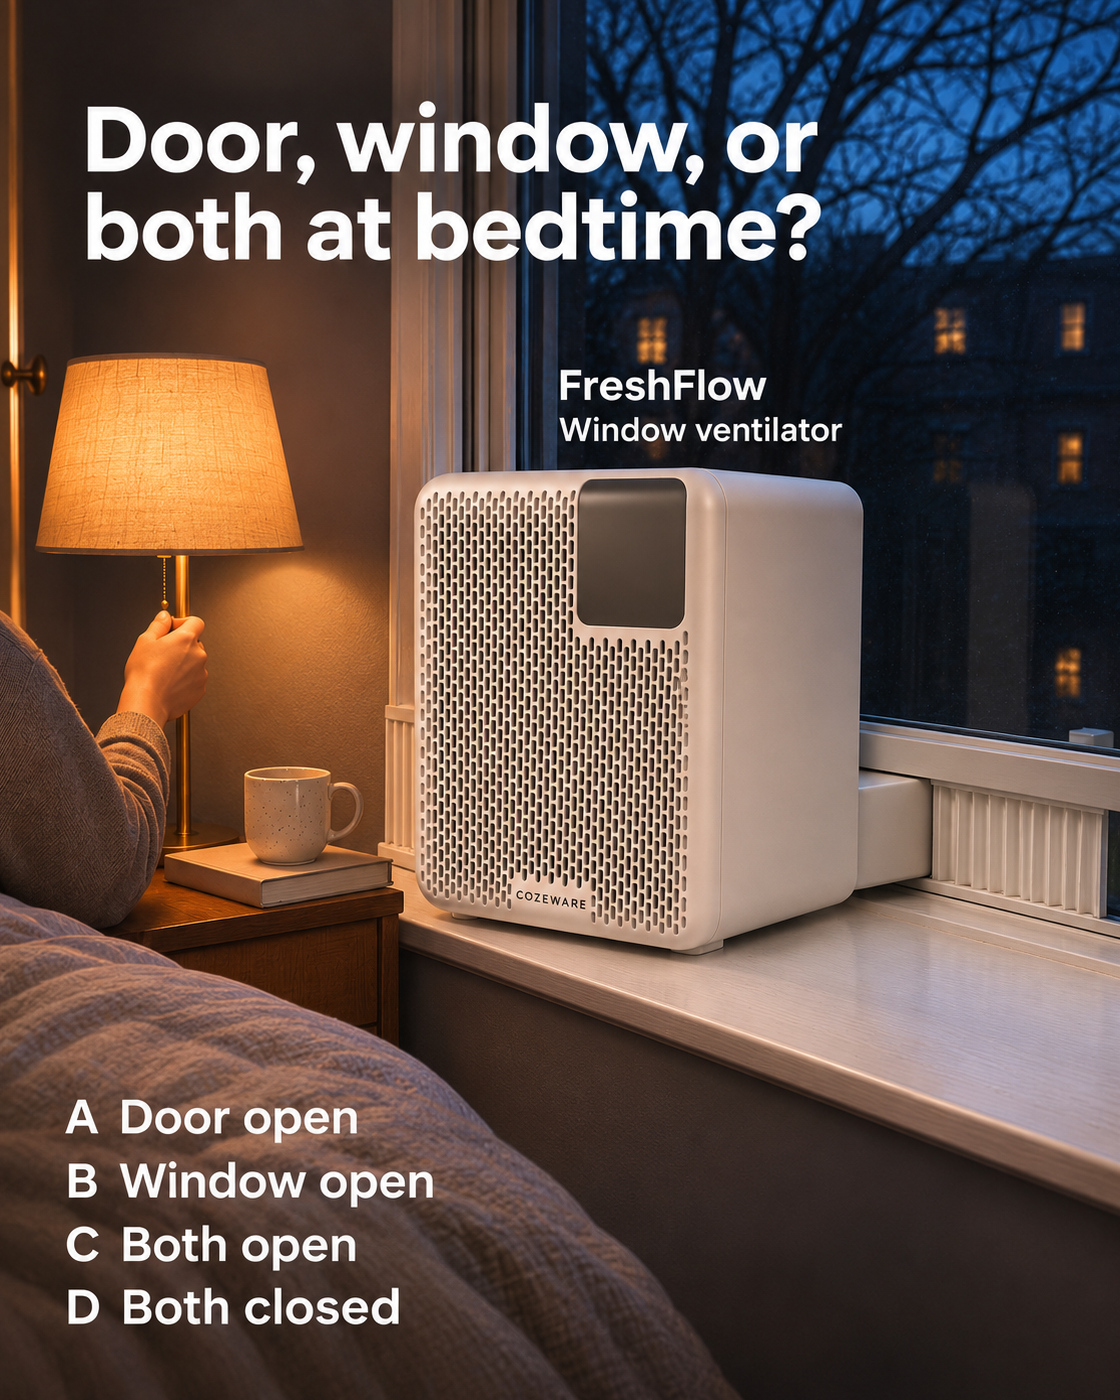 Door, window, or
both at bedtime?
FreshFlow
Window ventilator
COZEWARE
A Door open
B Window open
C Both open
D Both closed